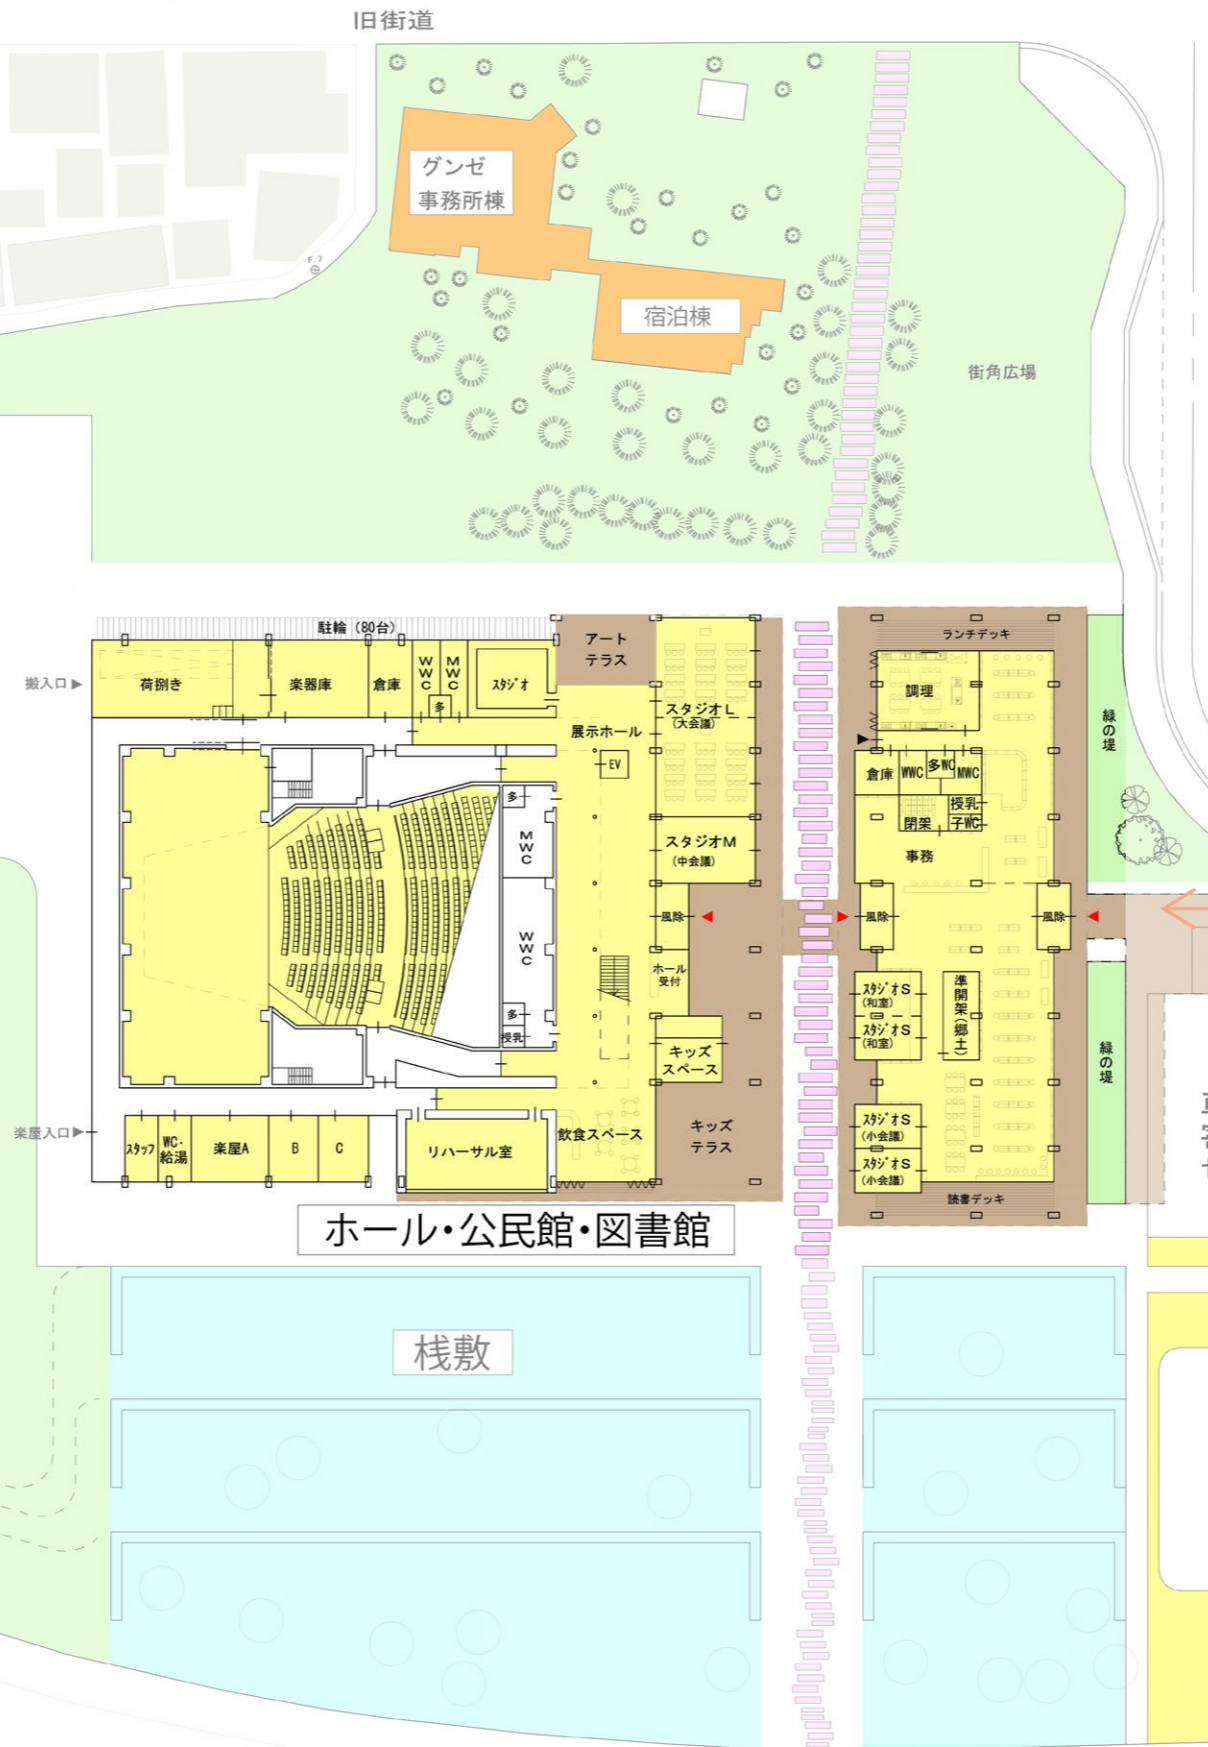 旧街道
グンゼ
事務所棟
宿泊棟
街角広場
F.7
駐輪(80台)
搬入口▶
荷捌き
楽器庫
倉庫
WWC
MWC
多
スタジオ
アート
テラス
展示ホール
EV
スタジオL
(大会議)
スタジオM
(中会議)
多
MWC
WWC
多
授乳
風除
ホール
受付
キッズ
スペース
飲食スペース
キッズ
テラス
楽屋入口▶
スタッフ
WC・
給湯
楽屋A
B
C
リハーサル室
ランチデッキ
調理
倉庫
WWC
多WC
MWC
授乳
子WC
閉架
事務
風除
風除
スタジオS
(和室)
スタジオS
(和室)
準開架(郷土)
スタジオS
(小会議)
スタジオS
(小会議)
読書デッキ
緑の堤
緑の堤
ホール・公民館・図書館
桟敷